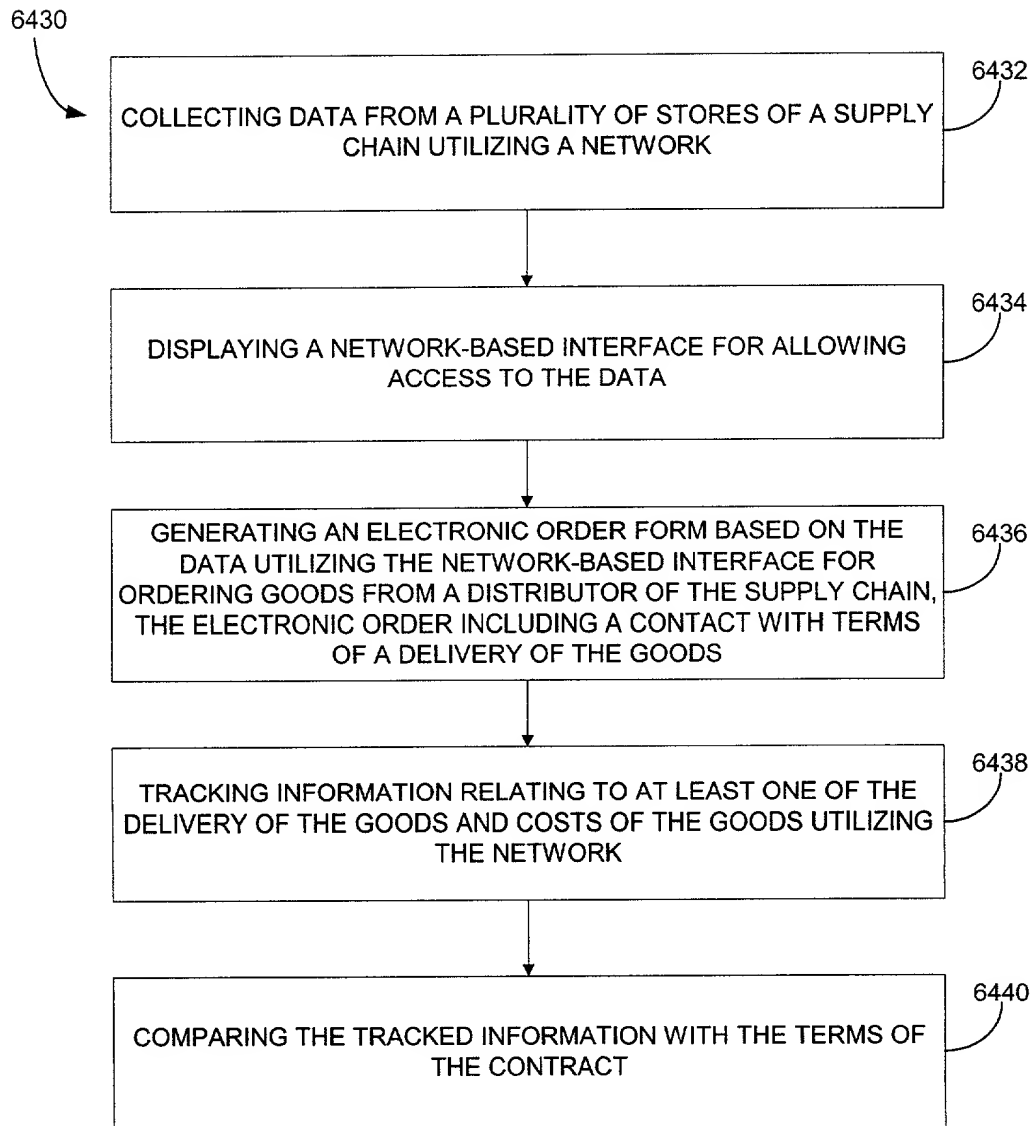 6430
6432
COLLECTING DATA FROM A PLURALITY OF STORES OF A SUPPLY
CHAIN UTILIZING A NETWORK
6434
DISPLAYING A NETWORK-BASED INTERFACE FOR ALLOWING
ACCESS TO THE DATA
6436
GENERATING AN ELECTRONIC ORDER FORM BASED ON THE
DATA UTILIZING THE NETWORK-BASED INTERFACE FOR
ORDERING GOODS FROM A DISTRIBUTOR OF THE SUPPLY CHAIN,
THE ELECTRONIC ORDER INCLUDING A CONTACT WITH TERMS
OF A DELIVERY OF THE GOODS
6438
TRACKING INFORMATION RELATING TO AT LEAST ONE OF THE
DELIVERY OF THE GOODS AND COSTS OF THE GOODS UTILIZING
THE NETWORK
6440
COMPARING THE TRACKED INFORMATION WITH THE TERMS OF
THE CONTRACT